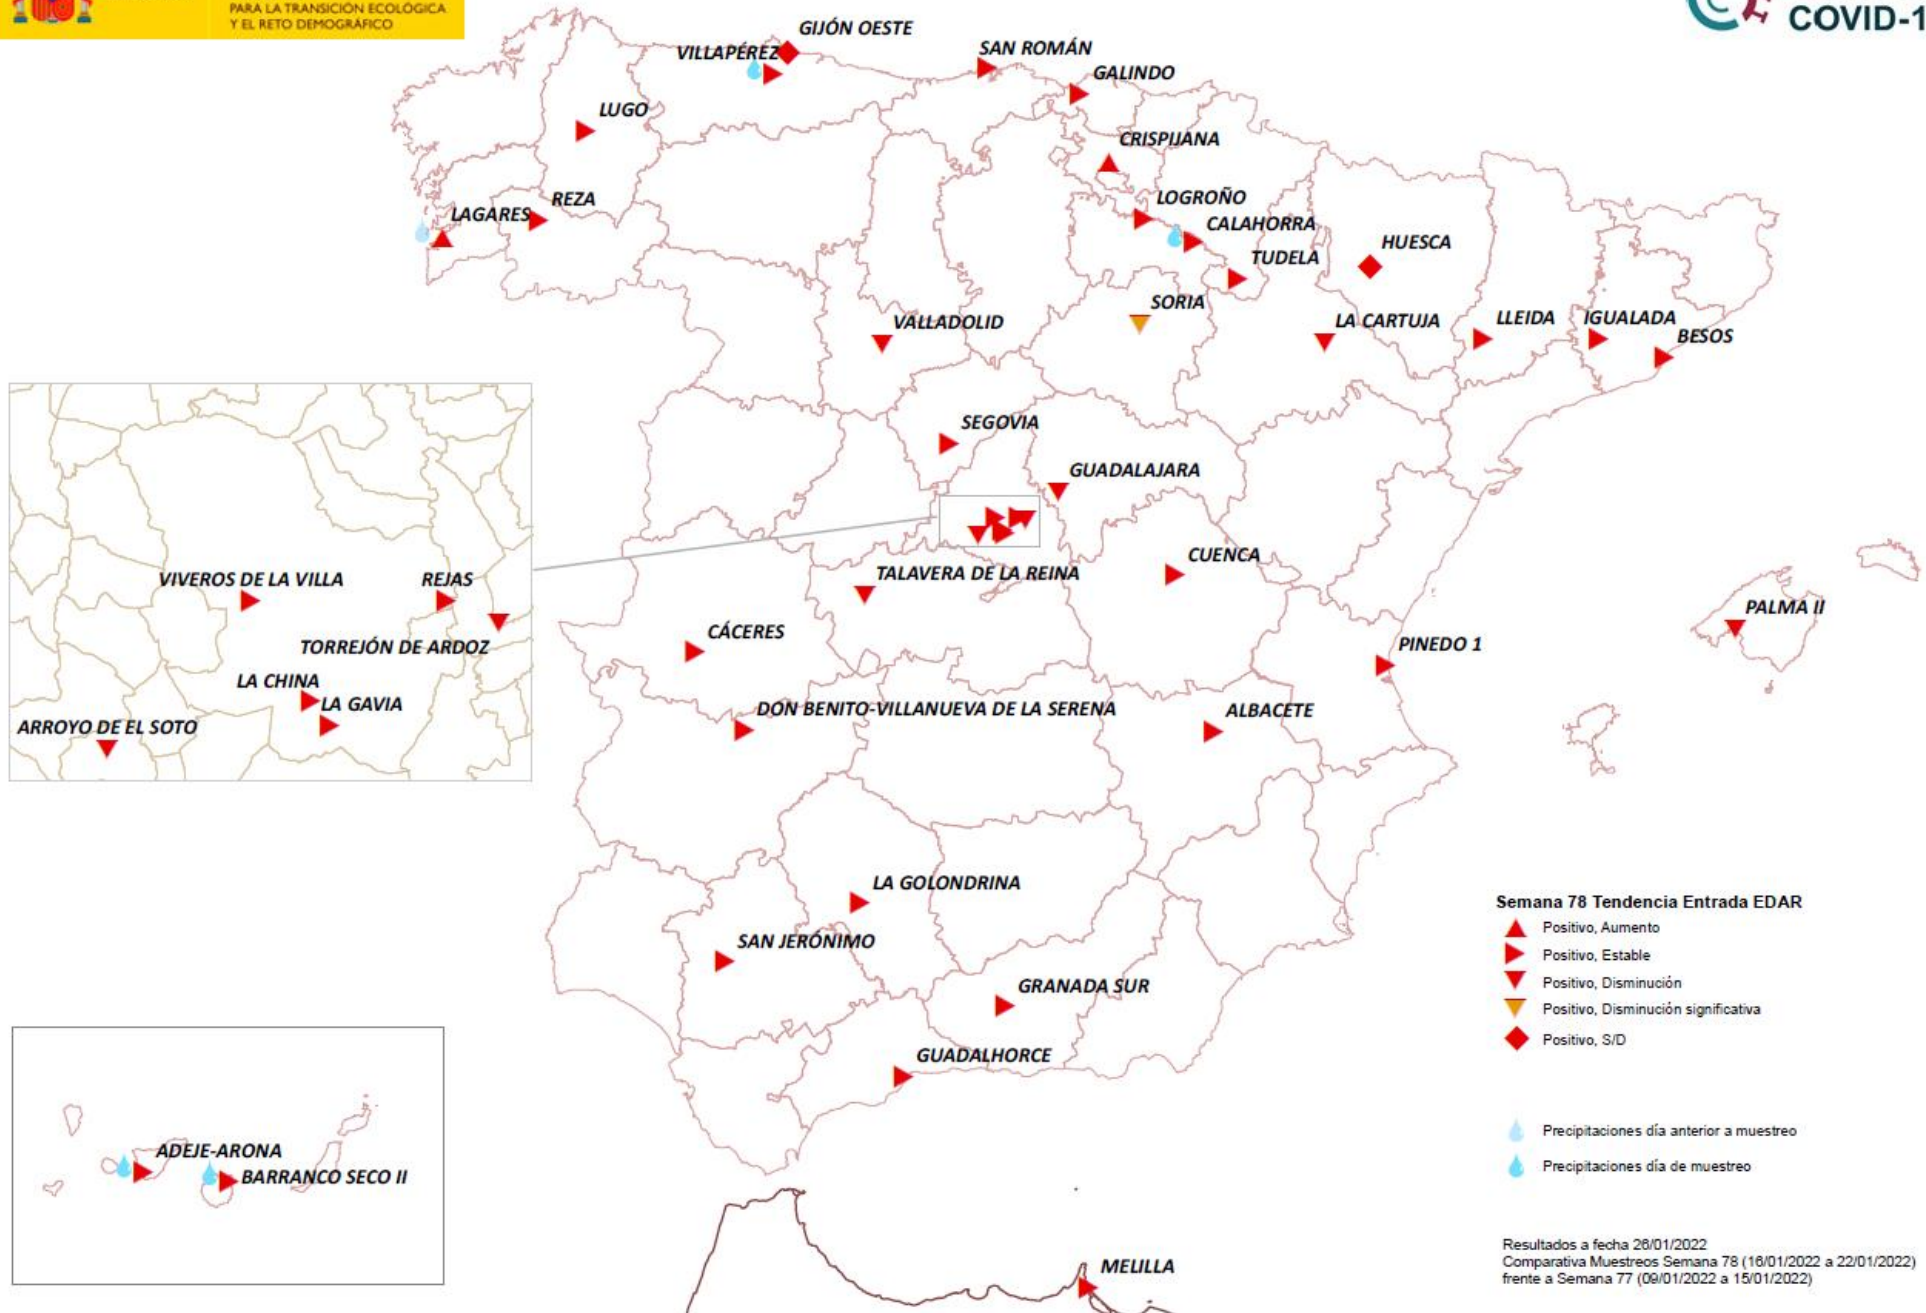 PARA LA TRANSICIÓN ECOLÓGICA
Y EL RETO DEMOGRÁFICO
COVID-1
GIJÓN OESTE
VILLAPÉREZ
SAN ROMÁN
GALINDO
LUGO
CRISPIJANA
REZA
LAGARES
LOGROÑO
CALAHORRA
TUDELA
HUESCA
SORIA
VALLADOLID
LA CARTUJA
LLEIDA
IGUALADA
BESOS
SEGOVIA
GUADALAJARA
CUENCA
TALAVERA DE LA REINA
VIVEROS DE LA VILLA
REJAS
TORREJÓN DE ARDOZ
LA CHINA
LA GAVIA
ARROYO DE EL SOTO
CÁCERES
PALMA II
PINEDO 1
DON BENITO-VILLANUEVA DE LA SERENA
ALBACETE
LA GOLONDRINA
SAN JERÓNIMO
GRANADA SUR
GUADALHORCE
ADEJE-ARONA
BARRANCO SECO II
MELILLA
Semana 78 Tendencia Entrada EDAR
Positivo, Aumento
Positivo, Estable
Positivo, Disminución
Positivo, Disminución significativa
Positivo, S/D
Precipitaciones día anterior a muestreo
Precipitaciones día de muestreo
Resultados a fecha 26/01/2022
Comparativa Muestreos Semana 78 (16/01/2022 a 22/01/2022)
frente a Semana 77 (09/01/2022 a 15/01/2022)